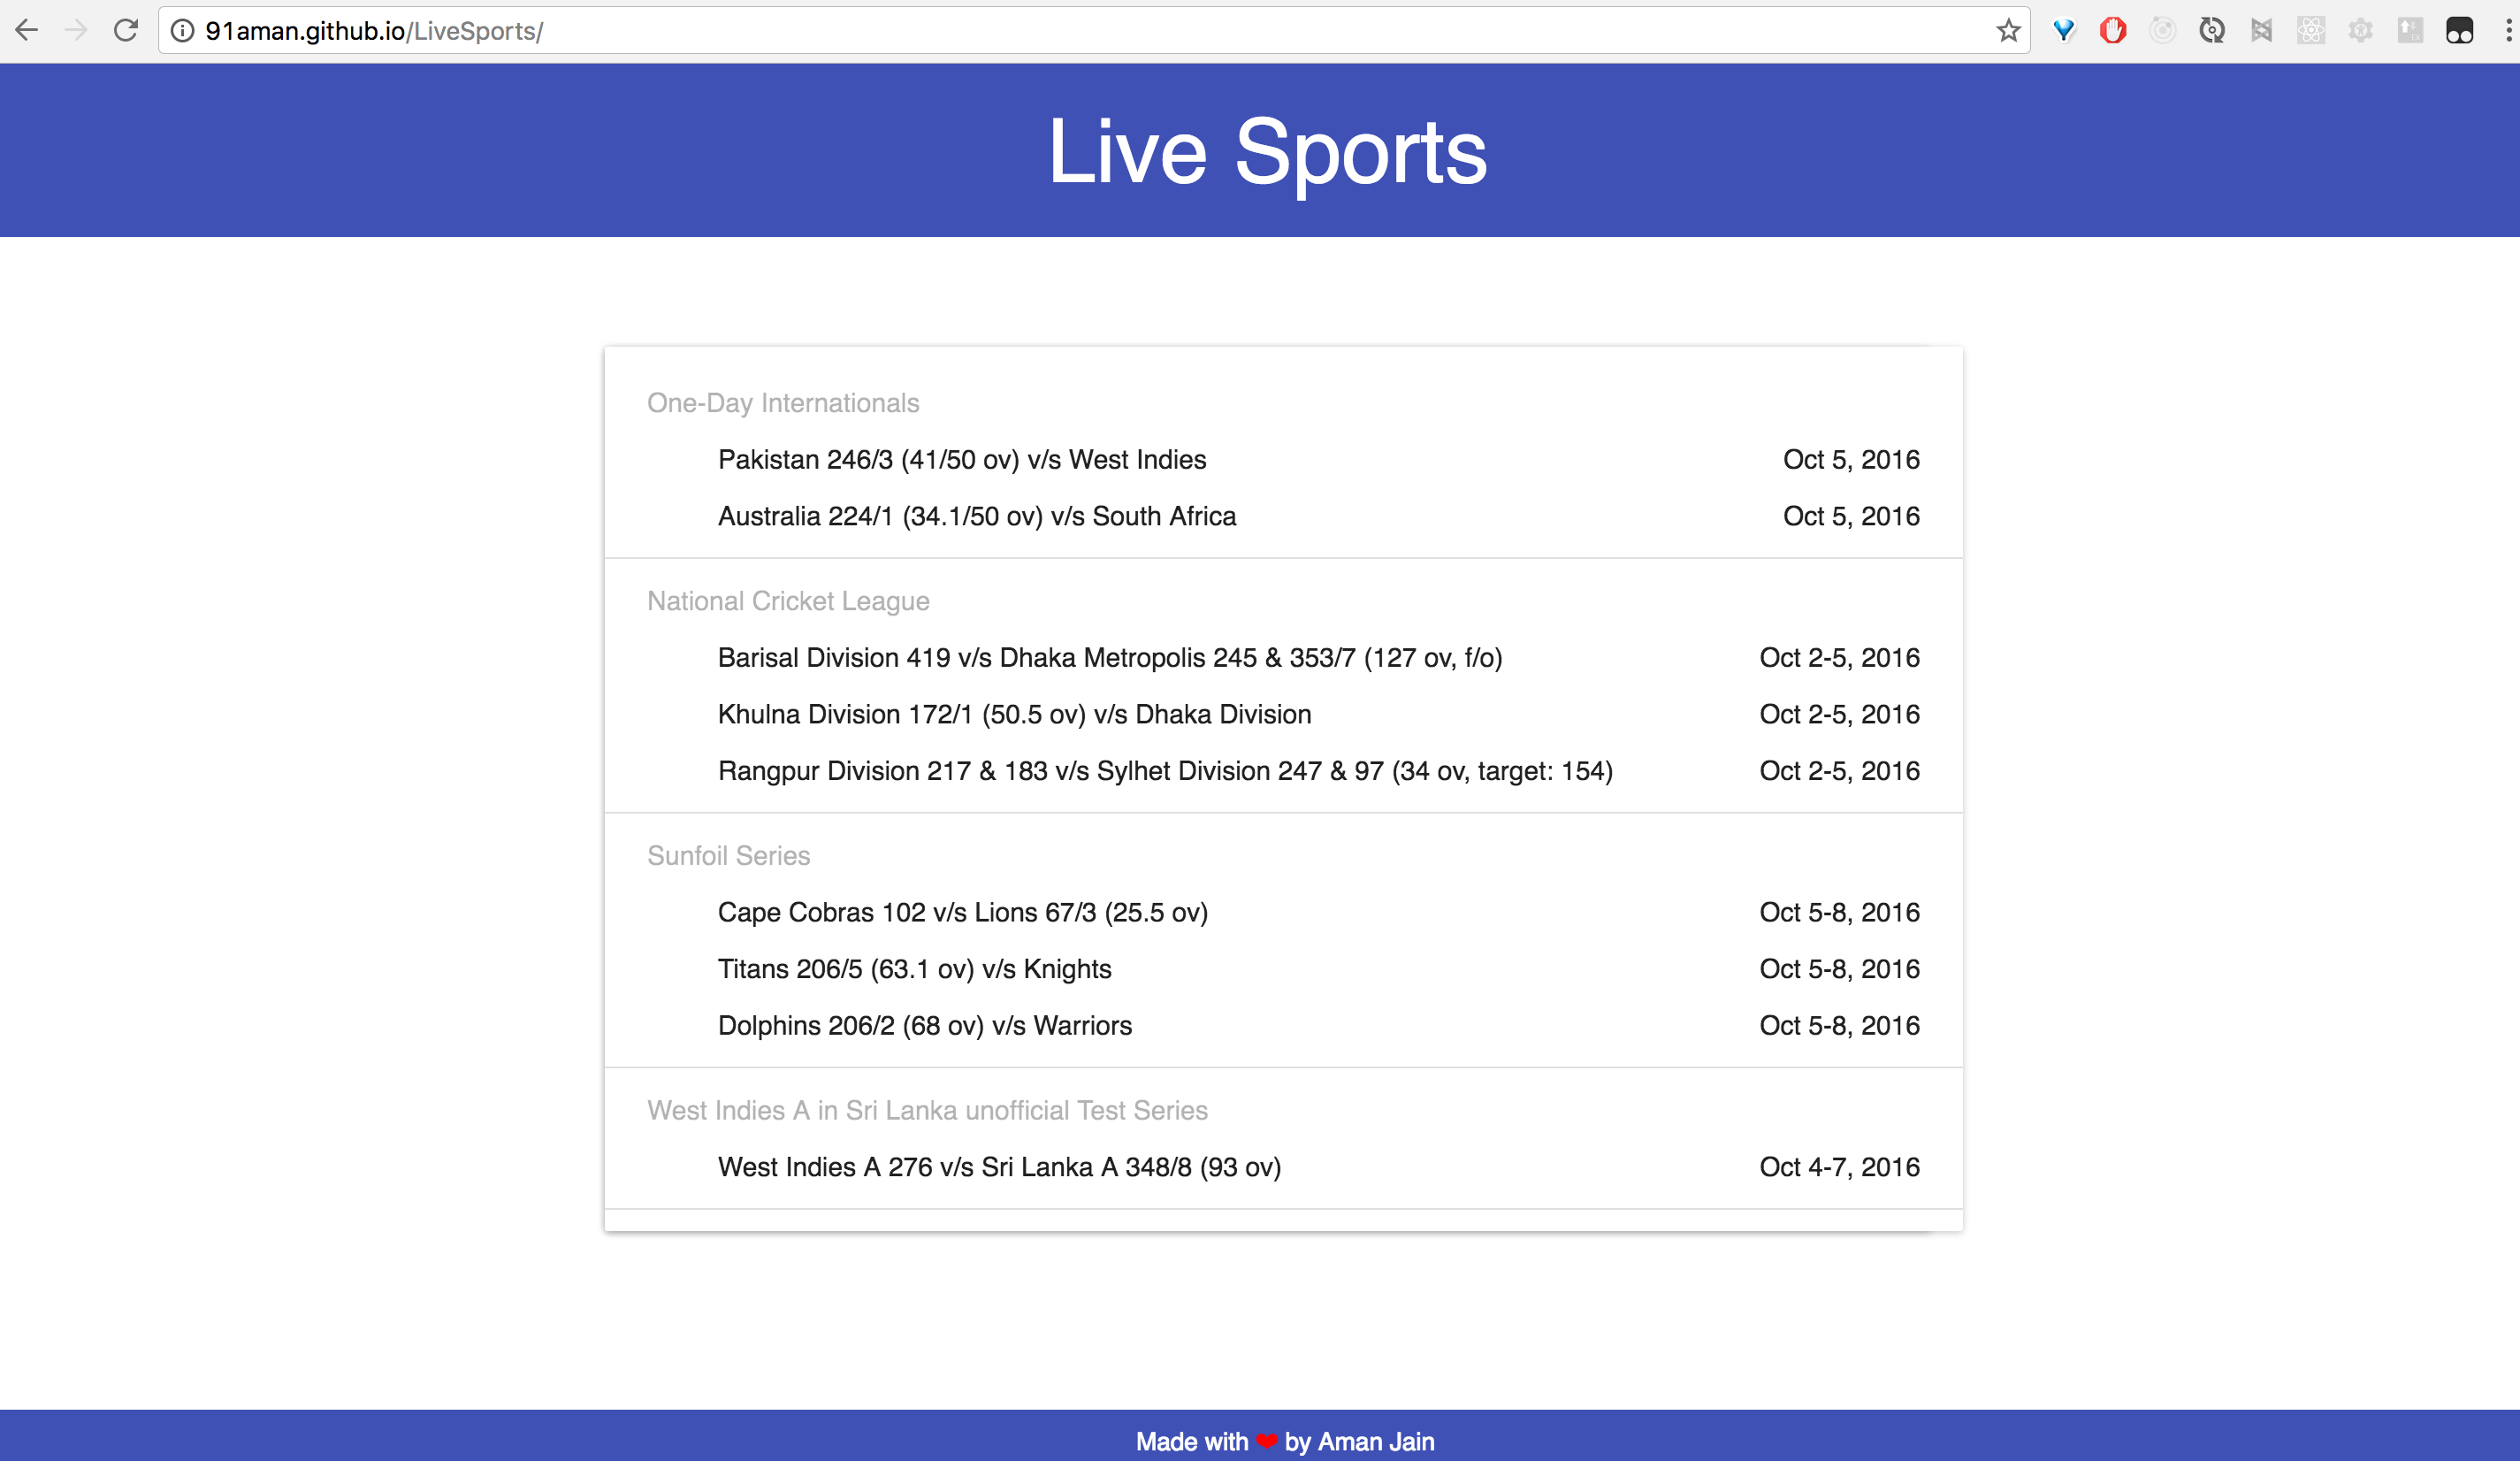 91aman.github.io/LiveSports/
Live Sports
One-Day Internationals
Pakistan 246/3 (41/50 ov) v/s West Indies Oct 5, 2016
Australia 224/1 (34.1/50 ov) v/s South Africa Oct 5, 2016
National Cricket League
Barisal Division 419 v/s Dhaka Metropolis 245 & 353/7 (127 ov, f/o) Oct 2-5, 2016
Khulna Division 172/1 (50.5 ov) v/s Dhaka Division Oct 2-5, 2016
Rangpur Division 217 & 183 v/s Sylhet Division 247 & 97 (34 ov, target: 154) Oct 2-5, 2016
Sunfoil Series
Cape Cobras 102 v/s Lions 67/3 (25.5 ov) Oct 5-8, 2016
Titans 206/5 (63.1 ov) v/s Knights Oct 5-8, 2016
Dolphins 206/2 (68 ov) v/s Warriors Oct 5-8, 2016
West Indies A in Sri Lanka unofficial Test Series
West Indies A 276 v/s Sri Lanka A 348/8 (93 ov) Oct 4-7, 2016
Made with ❤ by Aman Jain